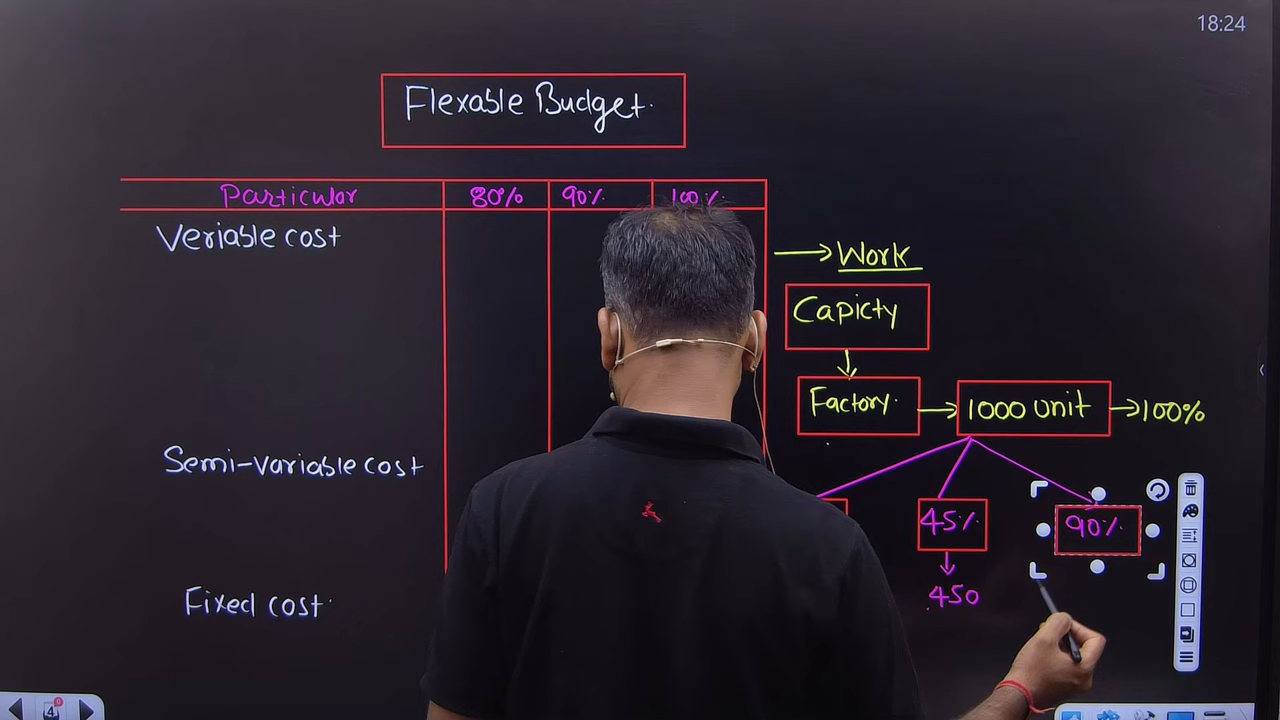 18:24
Flexable Budget.
Particular 80% 90% 100%
Veriable cost
Work
Capicty
Factory. 1000 unit 100%
Semi-variable cost
45% 90%
450
Fixed cost
4